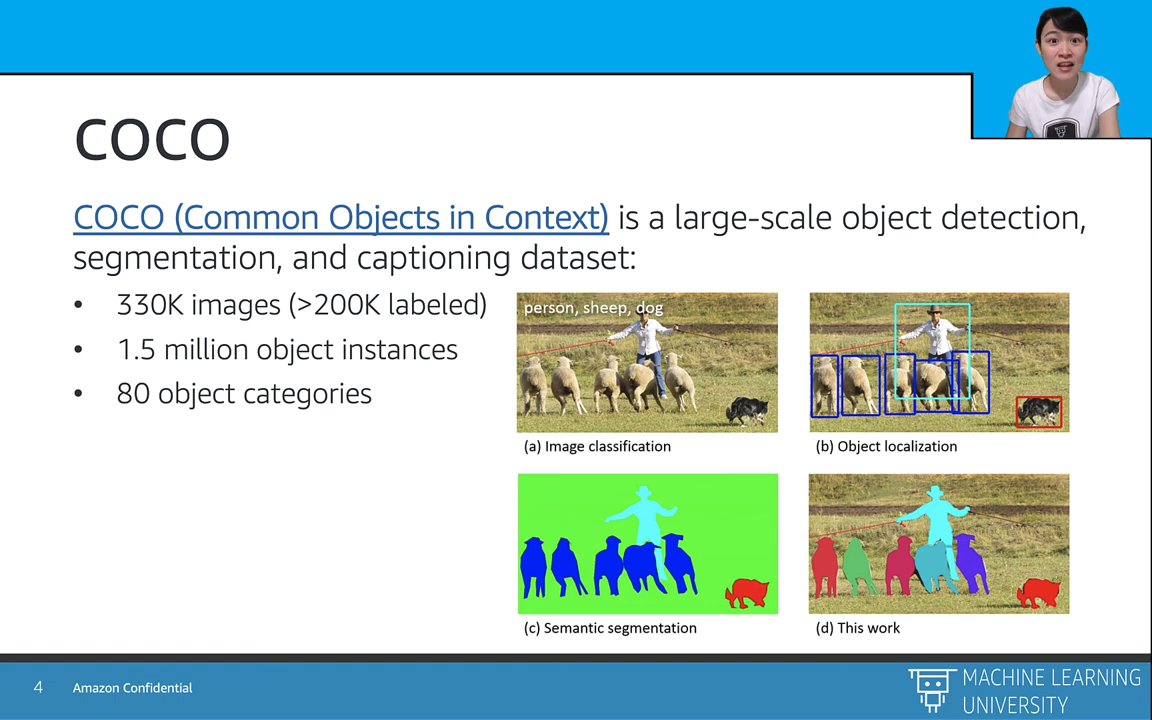 COCO
COCO (Common Objects in Context) is a large-scale object detection,
segmentation, and captioning dataset:
• 330K images (>200K labeled)
• 1.5 million object instances
• 80 object categories
person, sheep, dog
(a) Image classification
(b) Object localization
(c) Semantic segmentation
(d) This work
4
Amazon Confidential
MACHINE LEARNING
UNIVERSITY